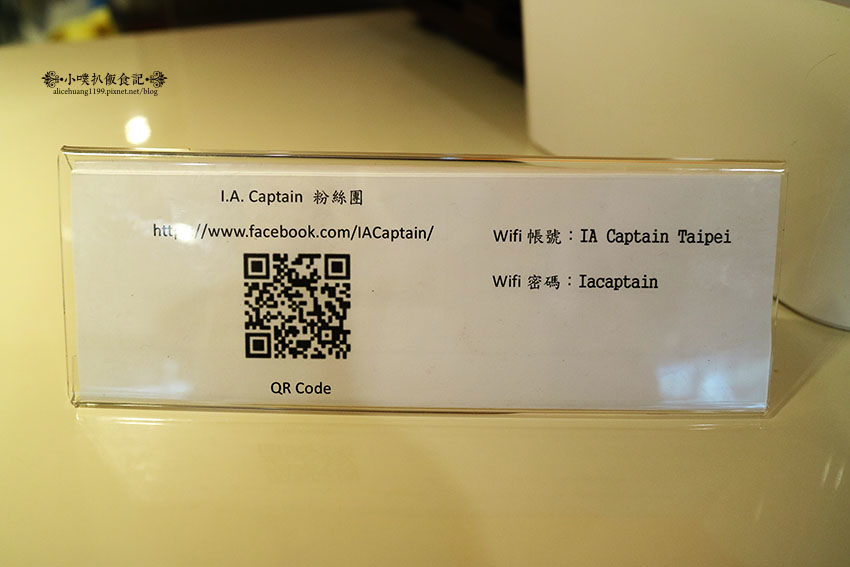 小噗扒飯食記
alicehuang1199.pixnet.net/blog
I.A. Captain 粉絲團
http://www.facebook.com/IACaptain/
QR Code
Wifi 帳號：IA Captain Taipei
Wifi 密碼：Iacaptain